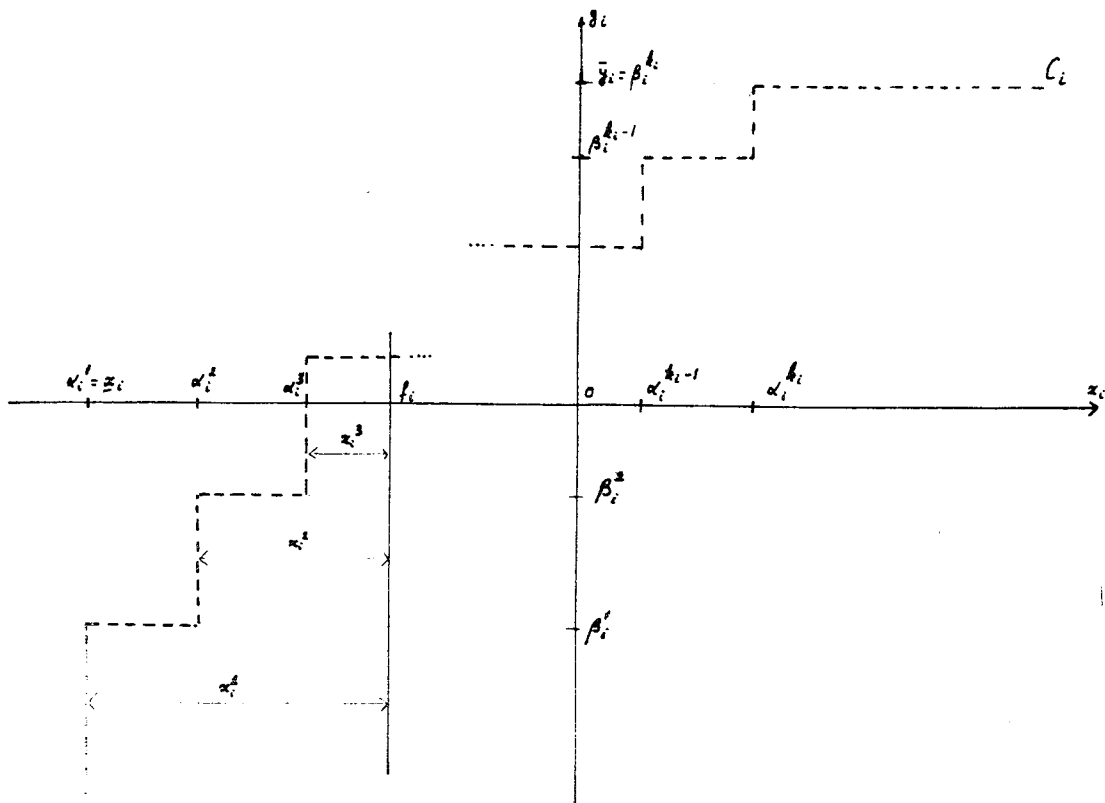 y_i
ȳ_i = β_i^{k_i}
C_i
β_i^{k_i-1}
....
....
α_i^1 = x̲_i
α_i^2
α_i^3
f_i
0
α_i^{k_i-1}
α_i^{k_i}
x_i
x_i^3
β_i^2
x_i^2
β_i^1
x_i^1